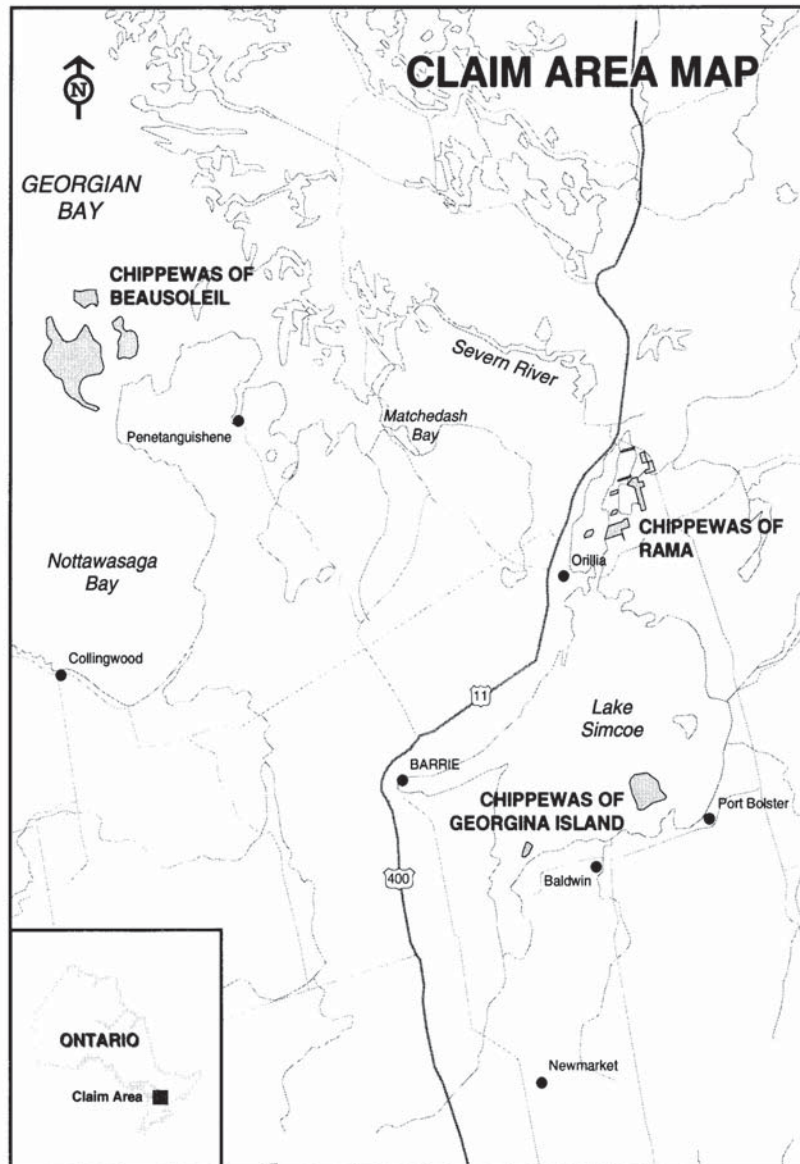 CLAIM AREA MAP
N
GEORGIAN
BAY
CHIPPEWAS OF
BEAUSOLEIL
Severn River
Penetanguishene
Matchedash
Bay
CHIPPEWAS OF
RAMA
Nottawasaga
Bay
Orillia
Collingwood
11
Lake
Simcoe
BARRIE
CHIPPEWAS OF
GEORGINA ISLAND
Port Bolster
400
Baldwin
ONTARIO
Claim Area
Newmarket